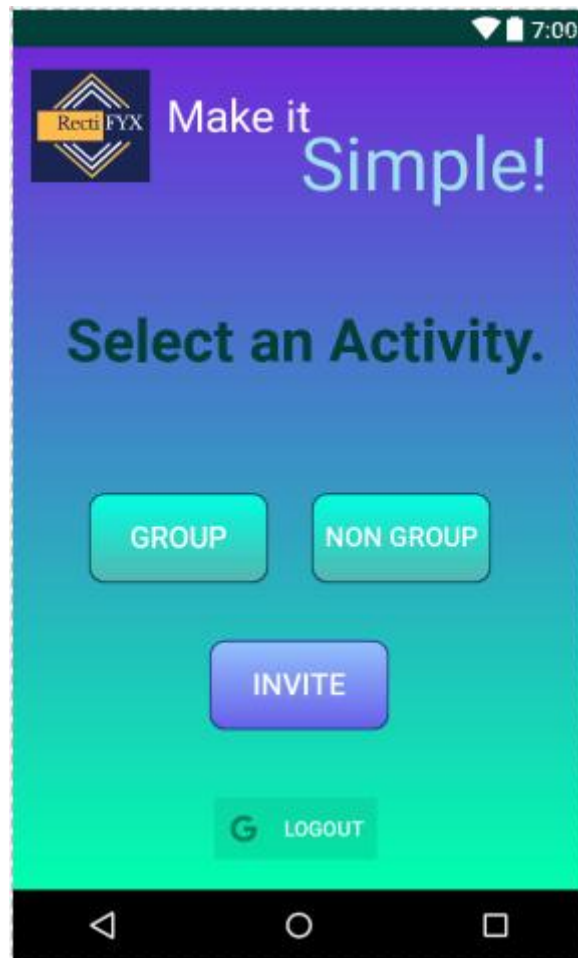 7:00
Recti FYX
Make it
Simple!
Select an Activity.
GROUP
NON GROUP
INVITE
G LOGOUT